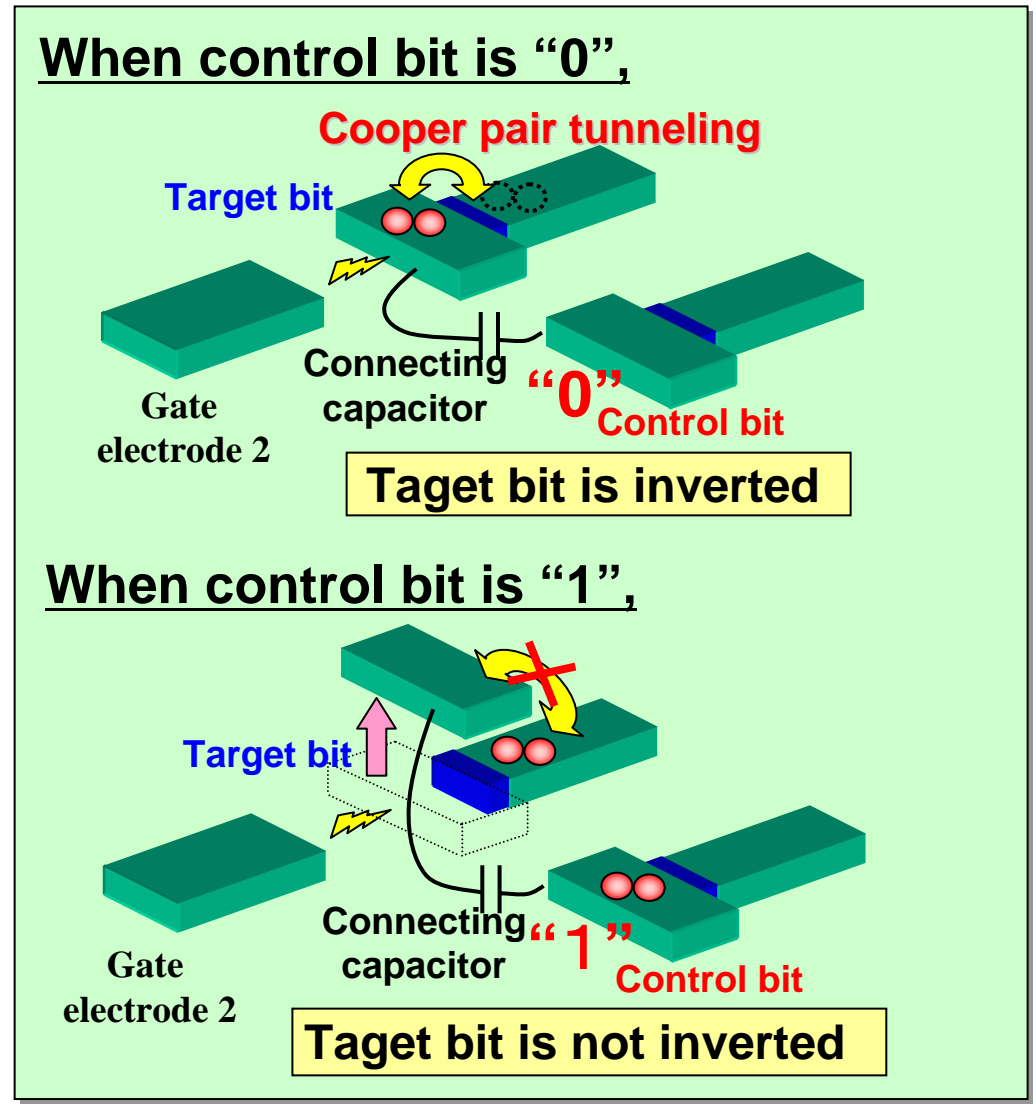 When control bit is “0”,
Cooper pair tunneling
Target bit
Connecting
capacitor
“0”
Control bit
Gate
electrode 2
Taget bit is inverted
When control bit is “1”,
Target bit
Connecting
capacitor
“1”
Control bit
Gate
electrode 2
Taget bit is not inverted